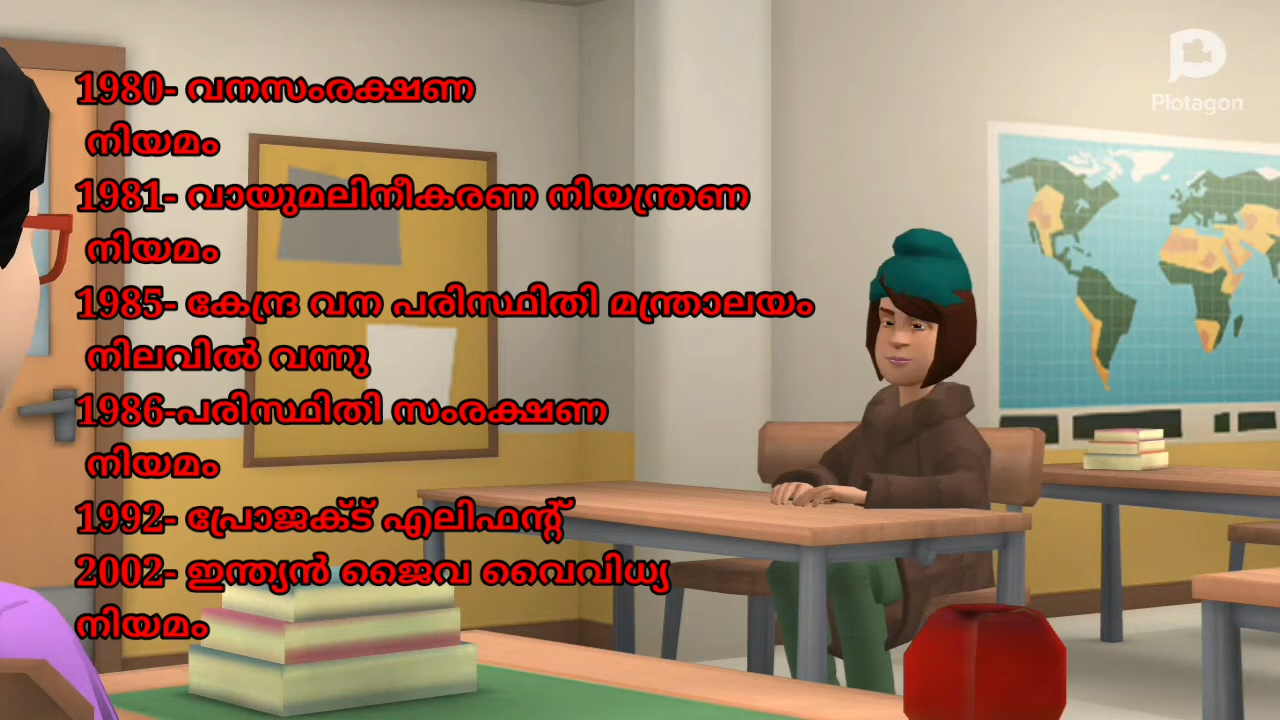 1980- വനസംരക്ഷണ
നിയമം
1981- വായുമലിനീകരണ നിയന്ത്രണ
നിയമം
1985- കേന്ദ്ര വന പരിസ്ഥിതി മന്ത്രാലയം
നിലവിൽ വന്നു
1986-പരിസ്ഥിതി സംരക്ഷണ
നിയമം
1992- പ്രോജക്ട് എലിഫന്റ്
2002- ഇന്ത്യൻ ജൈവ വൈവിധ്യ
നിയമം
Plotagon